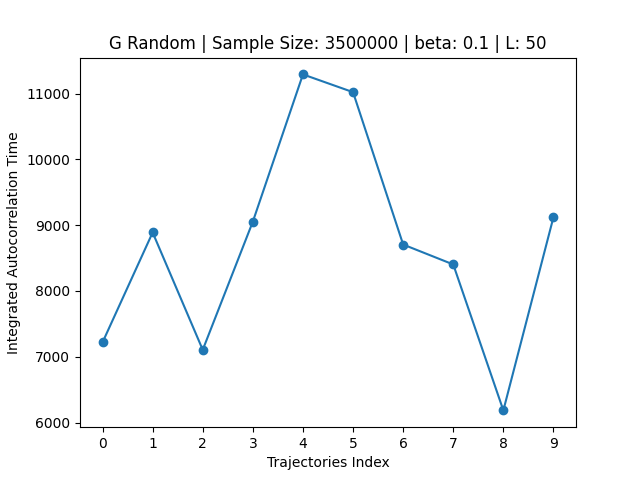 G Random | Sample Size: 3500000 | beta: 0.1 | L: 50
Integrated Autocorrelation Time
11000
10000
9000
8000
7000
6000
0 1 2 3 4 5 6 7 8 9
Trajectories Index